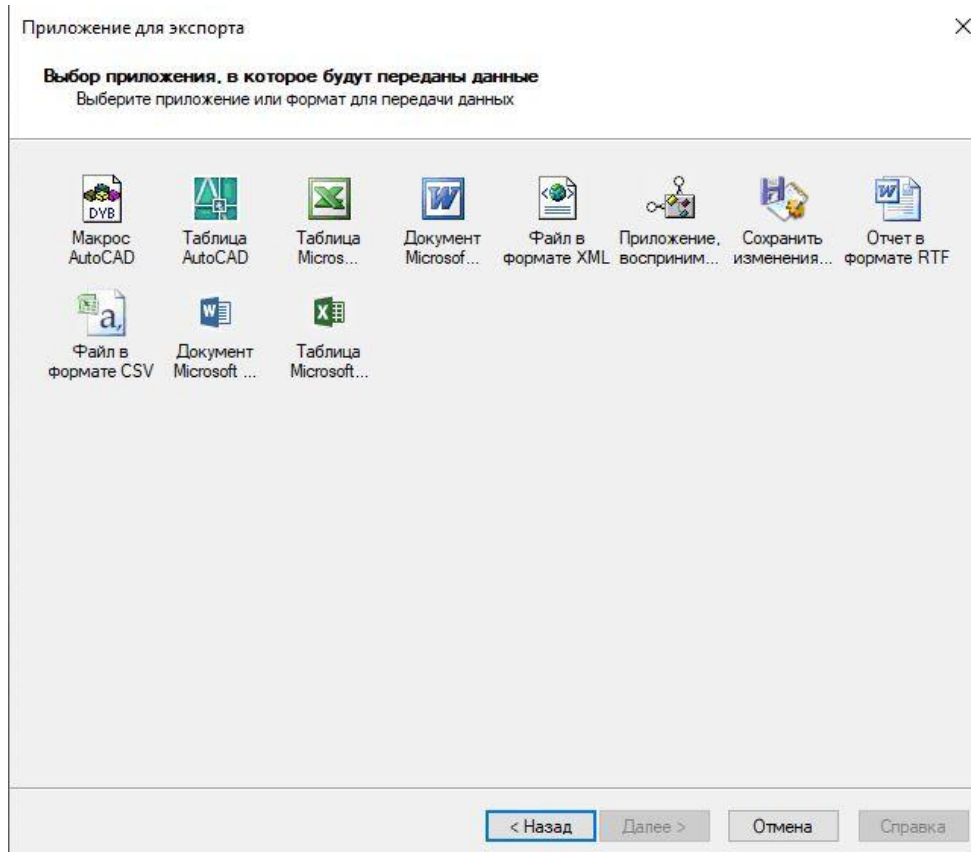 Приложение для экспорта
Выбор приложения, в которое будут переданы данные
Выберите приложение или формат для передачи данных
DVB
Макрос AutoCAD
Таблица AutoCAD
Таблица Micros...
Документ Microsof...
Файл в формате XML
Приложение, восприним...
Сохранить изменения...
Отчет в формате RTF
a,
Файл в формате CSV
Документ Microsoft ...
Таблица Microsoft...
< Назад
Далее >
Отмена
Справка